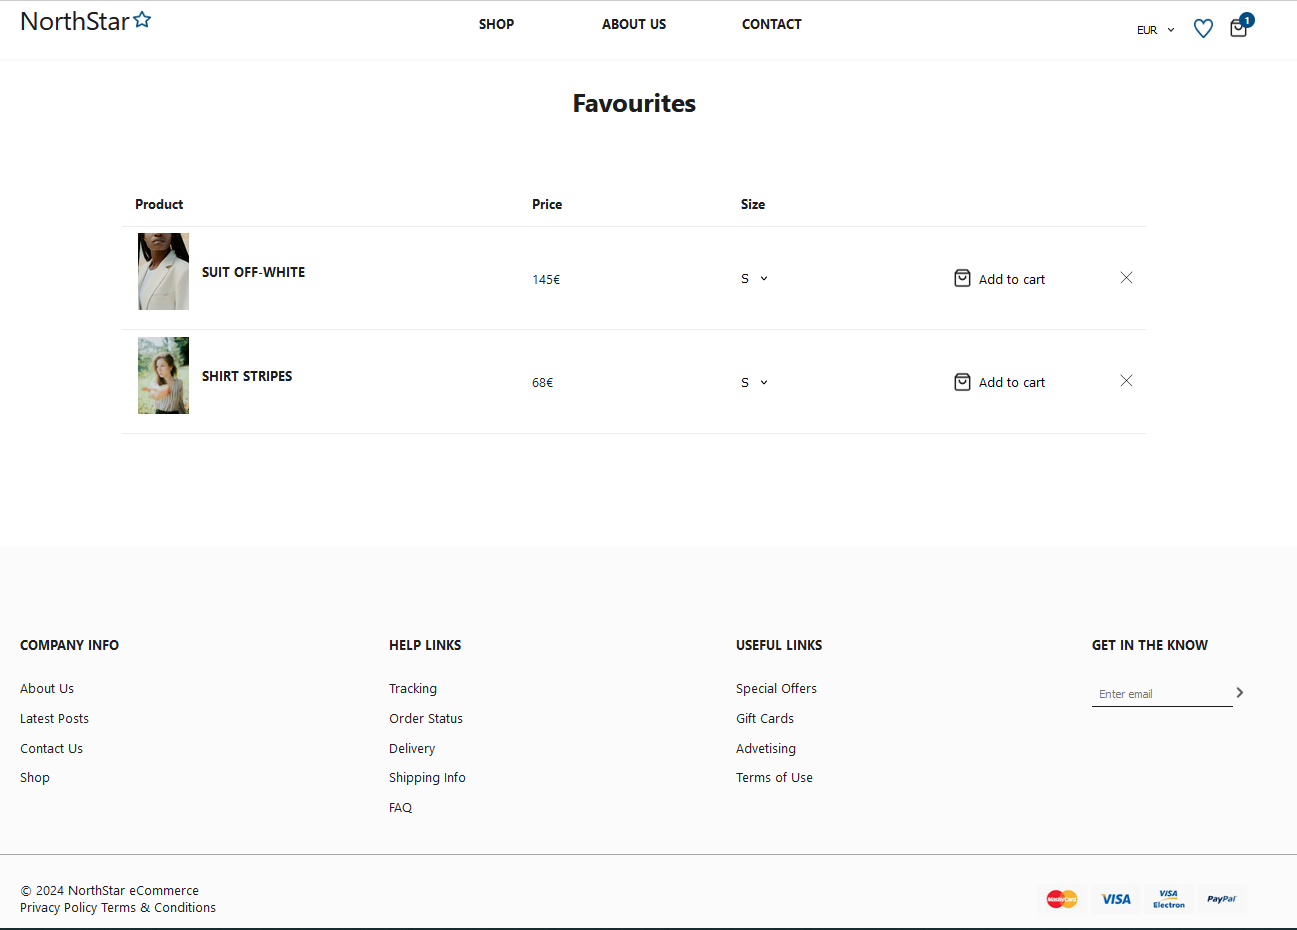 NorthStar
SHOP
ABOUT US
CONTACT
EUR
1
Favourites
Product
Price
Size
SUIT OFF-WHITE
145€
S
Add to cart
SHIRT STRIPES
68€
S
Add to cart
COMPANY INFO
About Us
Latest Posts
Contact Us
Shop
HELP LINKS
Tracking
Order Status
Delivery
Shipping Info
FAQ
USEFUL LINKS
Special Offers
Gift Cards
Advetising
Terms of Use
GET IN THE KNOW
Enter email
© 2024 NorthStar eCommerce
Privacy Policy Terms & Conditions
MasterCard
VISA
VISA
Electron
PayPal